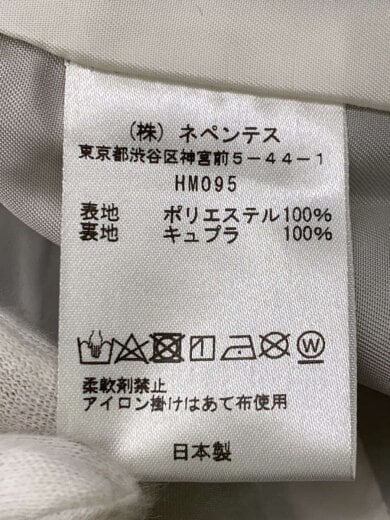 （株）ネペンテス
東京都渋谷区神宮前5-44-1
HM095
表地 ポリエステル100%
裏地 キュプラ 100%
W
柔軟剤禁止
アイロン掛けはあて布使用
日本製